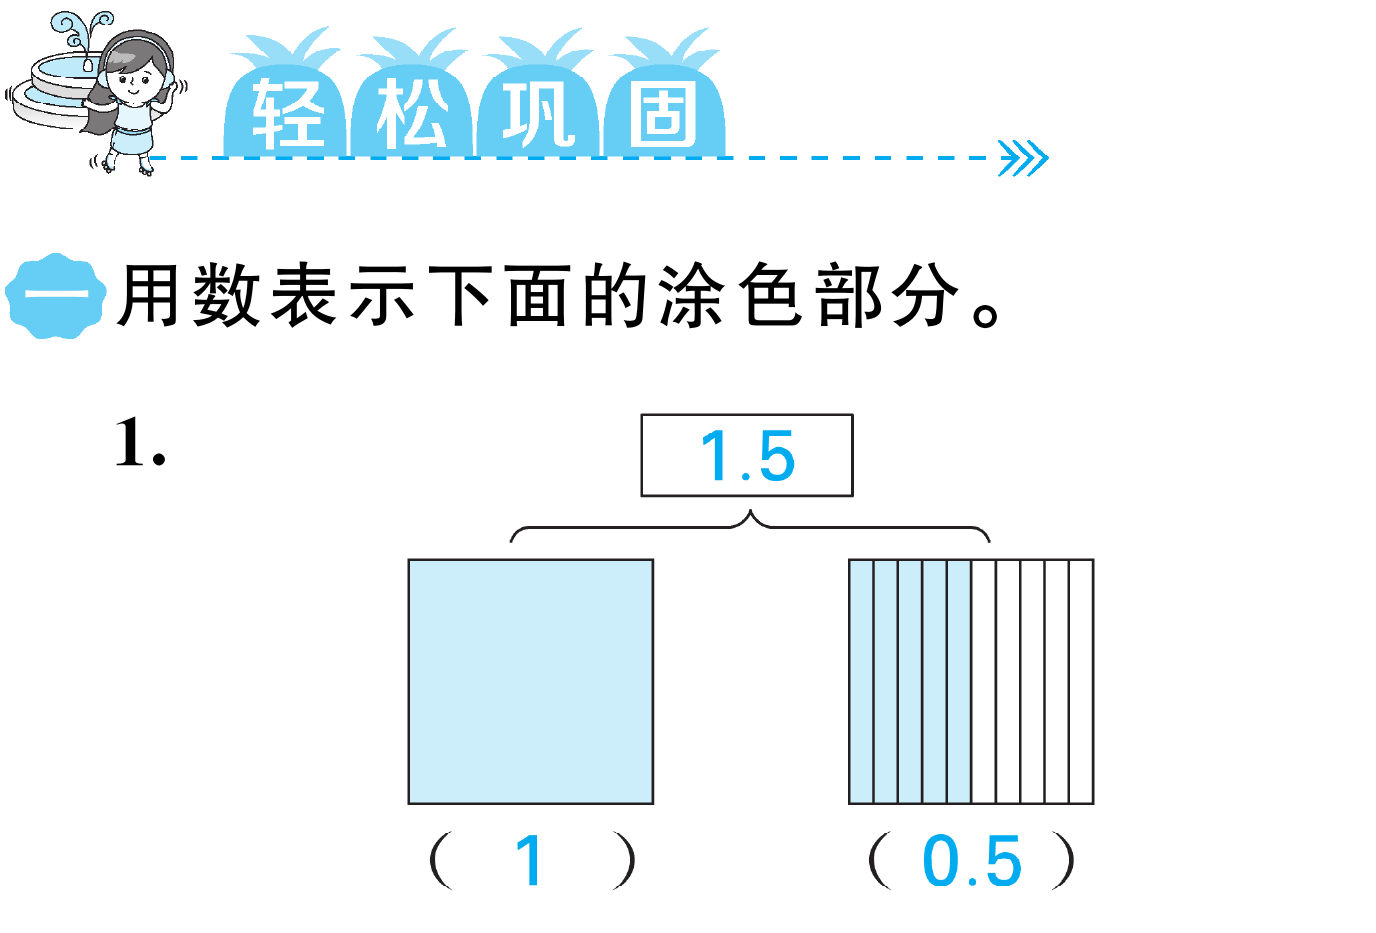 轻松巩固
一 用数表示下面的涂色部分。
1.
1.5
（ 1 ） （ 0.5 ）